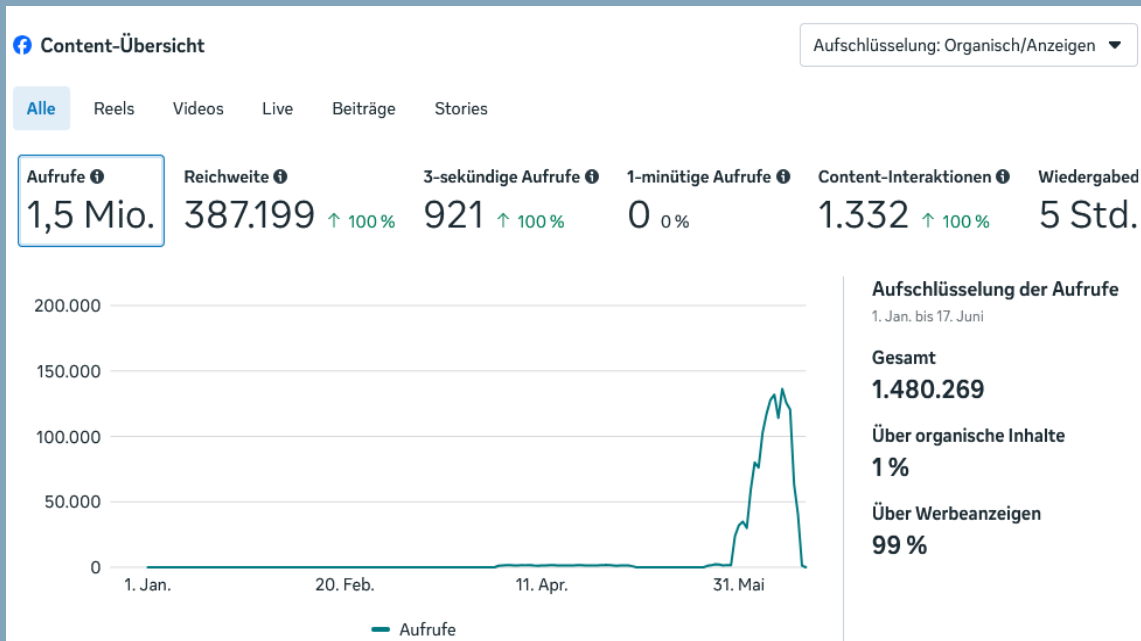 Content-Übersicht
Aufschlüsselung: Organisch/Anzeigen
Alle Reels Videos Live Beiträge Stories
Aufrufe Reichweite 3-sekündige Aufrufe 1-minütige Aufrufe Content-Interaktionen Wiedergabed
1,5 Mio. 387.199 ↑ 100 % 921 ↑ 100 % 0 0 % 1.332 ↑ 100 % 5 Std.
200.000
150.000
100.000
50.000
0
1. Jan. 20. Feb. 11. Apr. 31. Mai
Aufrufe
Aufschlüsselung der Aufrufe
1. Jan. bis 17. Juni
Gesamt
1.480.269
Über organische Inhalte
1 %
Über Werbeanzeigen
99 %